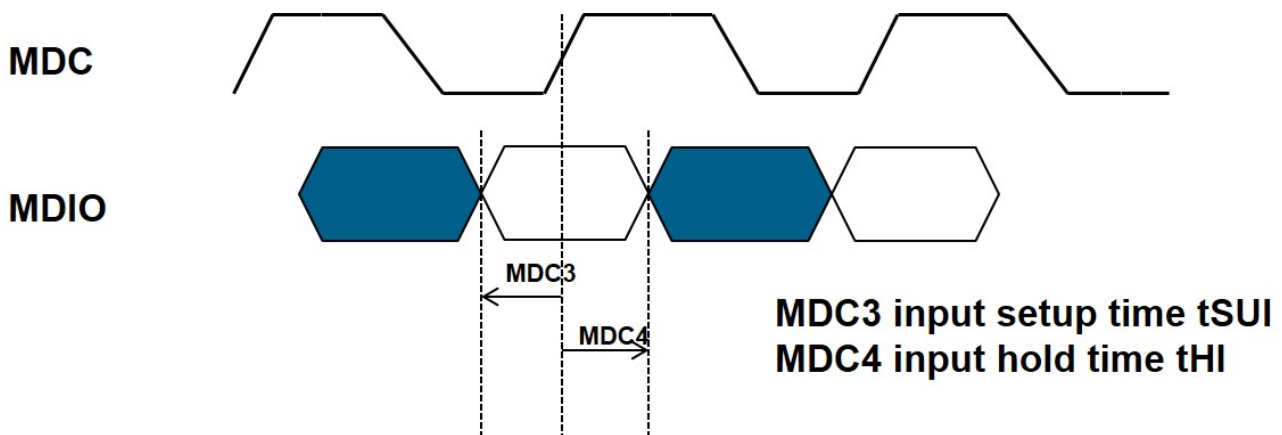 MDC
MDIO
MDC3
MDC4
MDC3 input setup time tSUI
MDC4 input hold time tHI